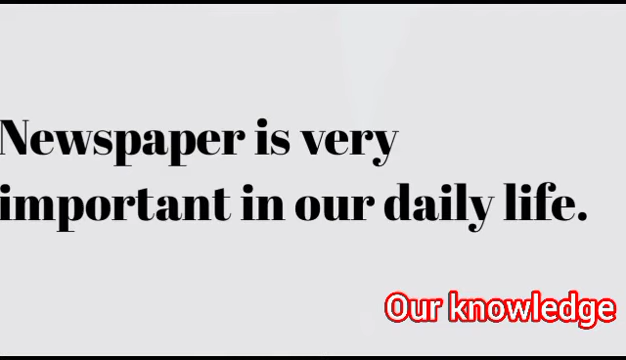 Newspaper is very
important in our daily life.
Our knowledge